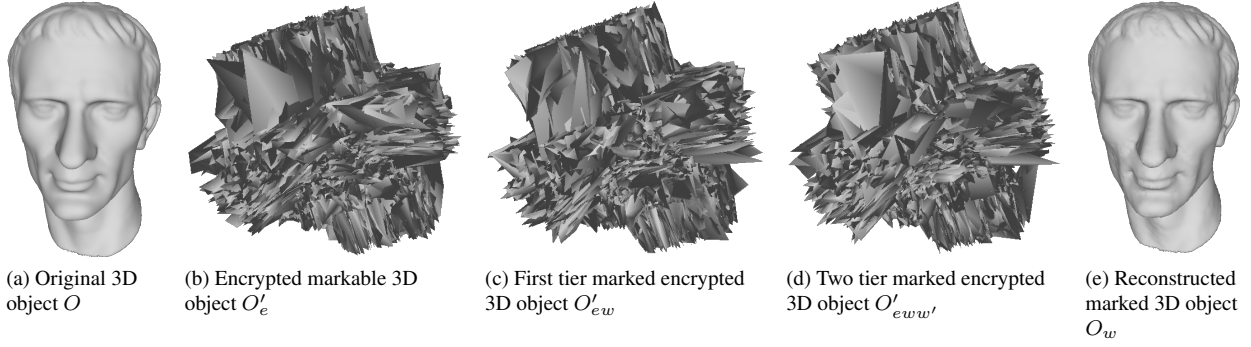 (a) Original 3D
object O
(b) Encrypted markable 3D
object O′e
(c) First tier marked encrypted
3D object O′ew
(d) Two tier marked encrypted
3D object O′eww′
(e) Reconstructed
marked 3D object
Ow